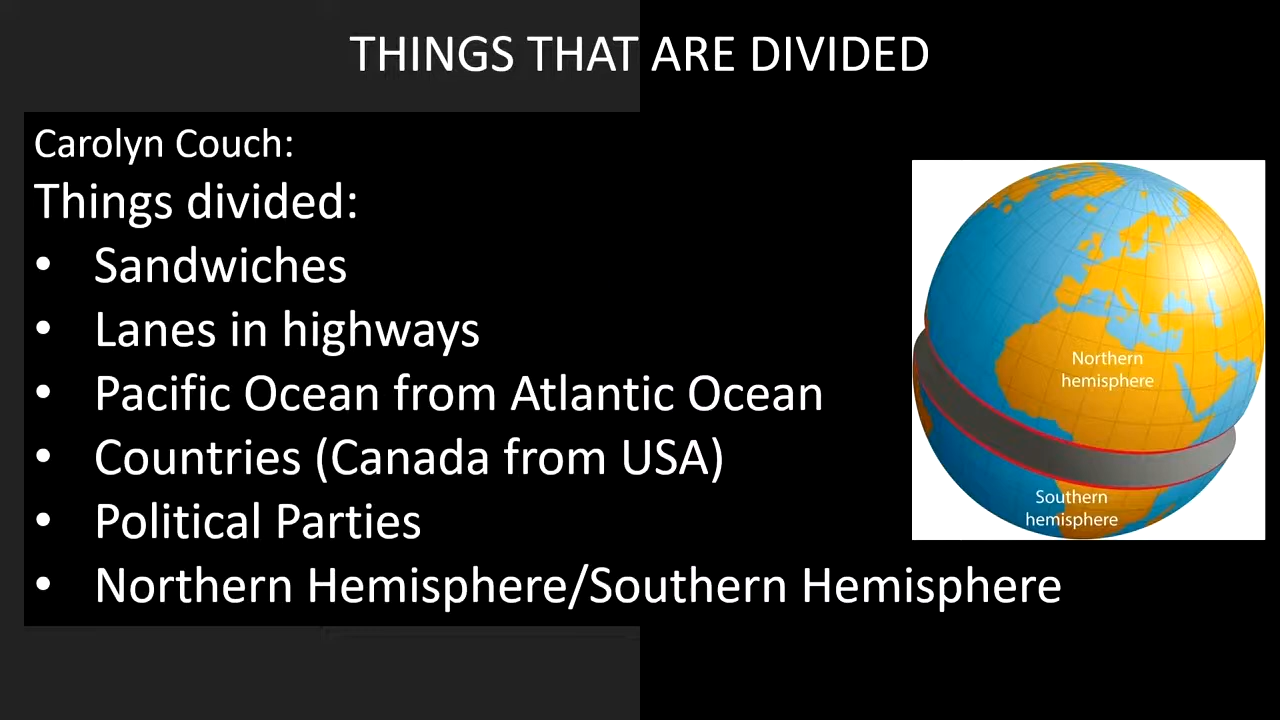 THINGS THAT ARE DIVIDED
Carolyn Couch:
Things divided:
• Sandwiches
• Lanes in highways
• Pacific Ocean from Atlantic Ocean
• Countries (Canada from USA)
• Political Parties
• Northern Hemisphere/Southern Hemisphere
Northern
hemisphere
Southern
hemisphere